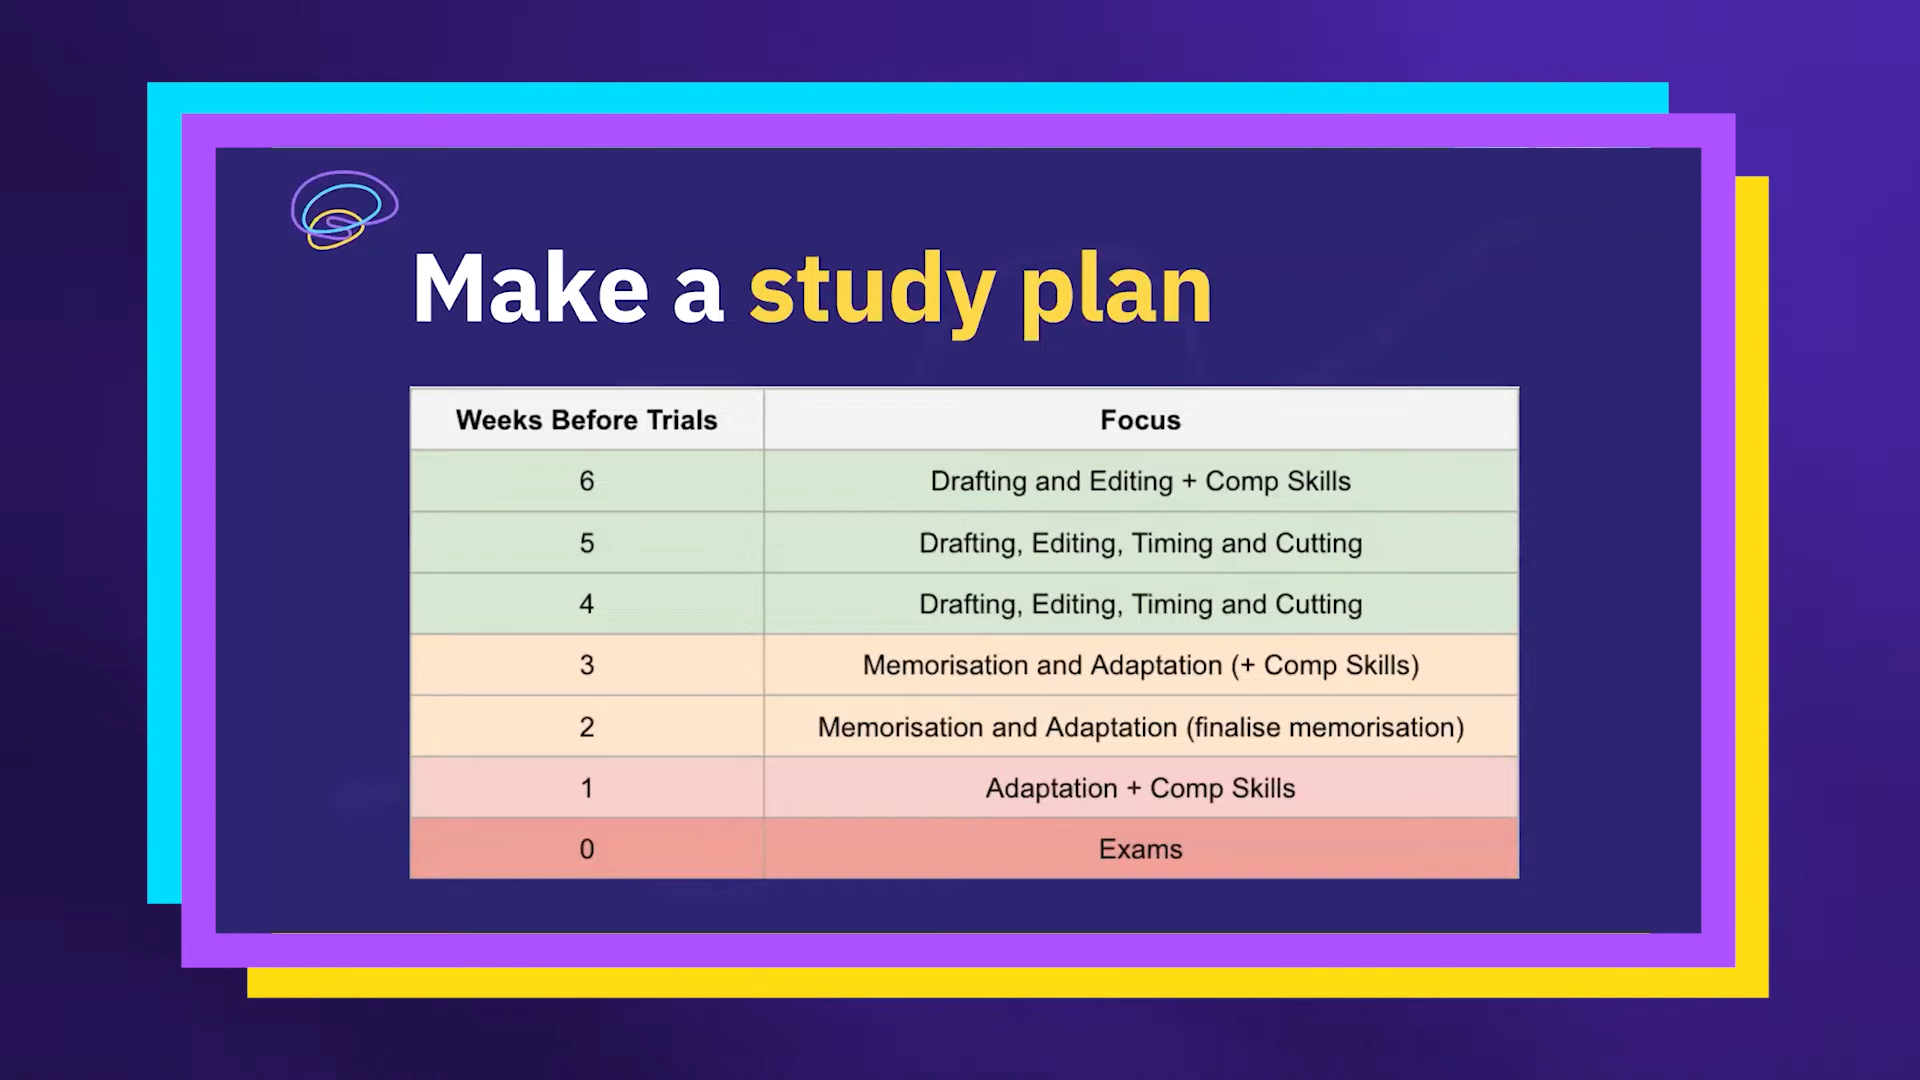 Make a study plan
Weeks Before Trials Focus
6 Drafting and Editing + Comp Skills
5 Drafting, Editing, Timing and Cutting
4 Drafting, Editing, Timing and Cutting
3 Memorisation and Adaptation (+ Comp Skills)
2 Memorisation and Adaptation (finalise memorisation)
1 Adaptation + Comp Skills
0 Exams